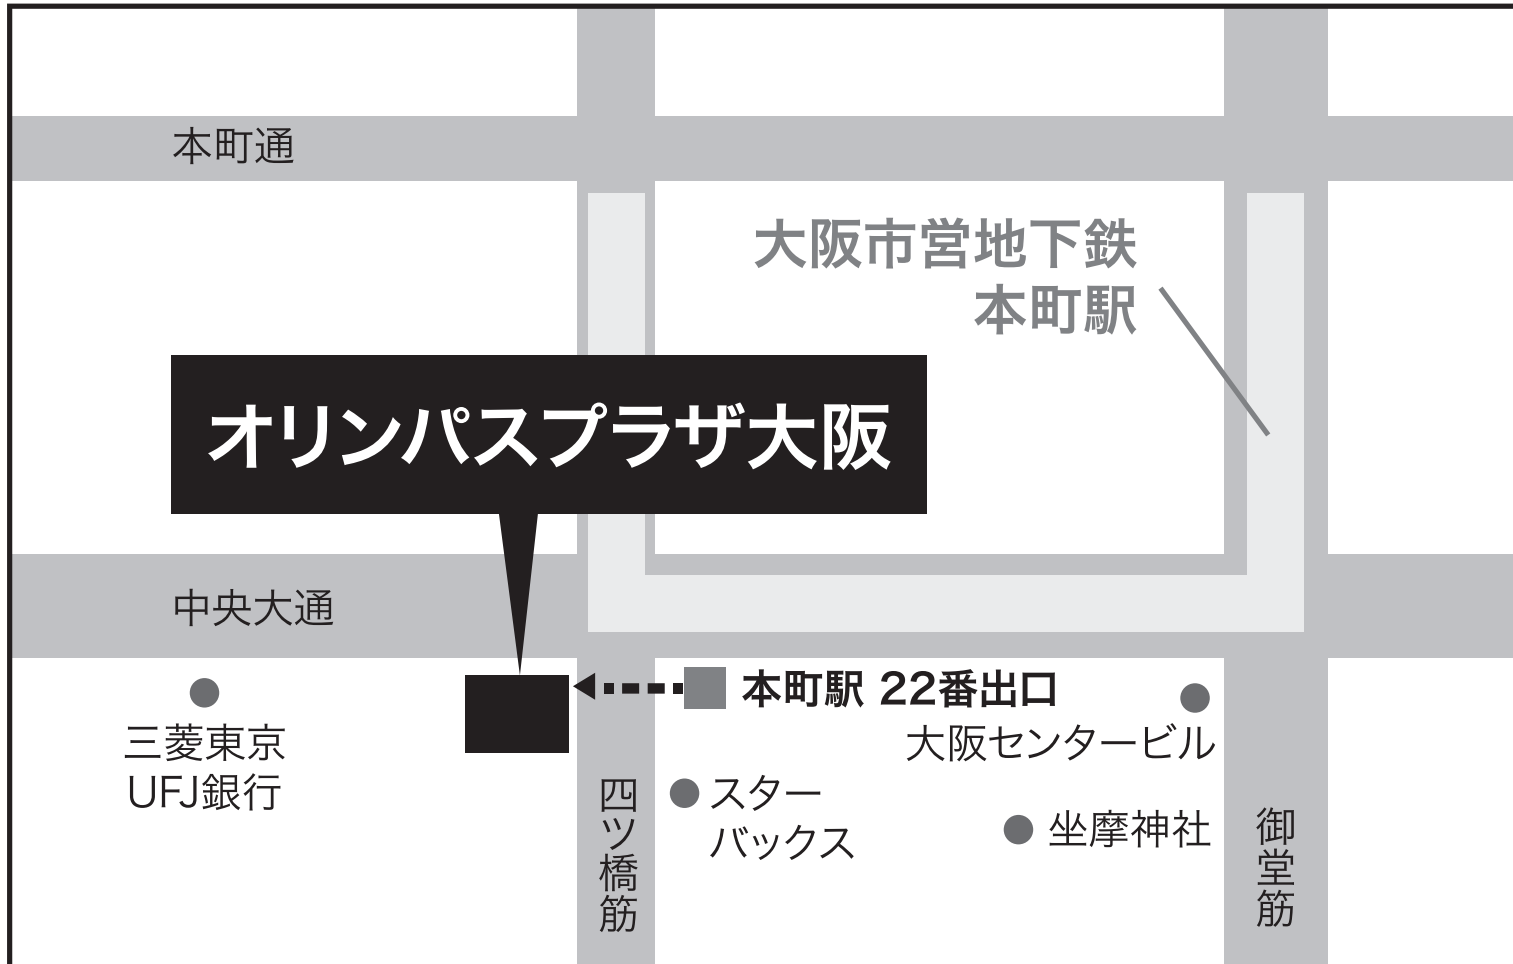 本町通
大阪市営地下鉄
本町駅
オリンパスプラザ大阪
中央大通
本町駅 22番出口
三菱東京
UFJ銀行
大阪センタービル
スター
バックス
坐摩神社
四ツ橋筋
御堂筋